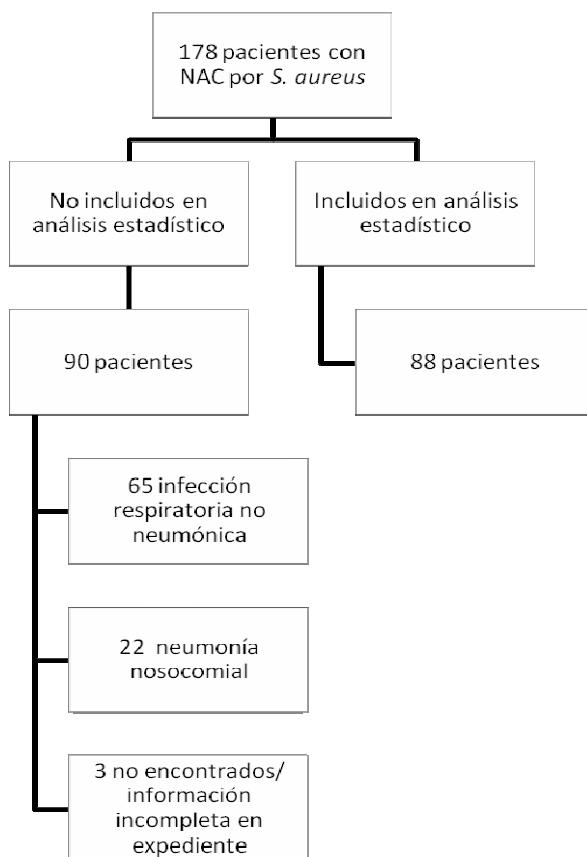 178 pacientes con
NAC por S. aureus
No incluidos en
análisis estadístico
Incluidos en análisis
estadístico
90 pacientes
88 pacientes
65 infección
respiratoria no
neumónica
22 neumonía
nosocomial
3 no encontrados/
información
incompleta en
expediente